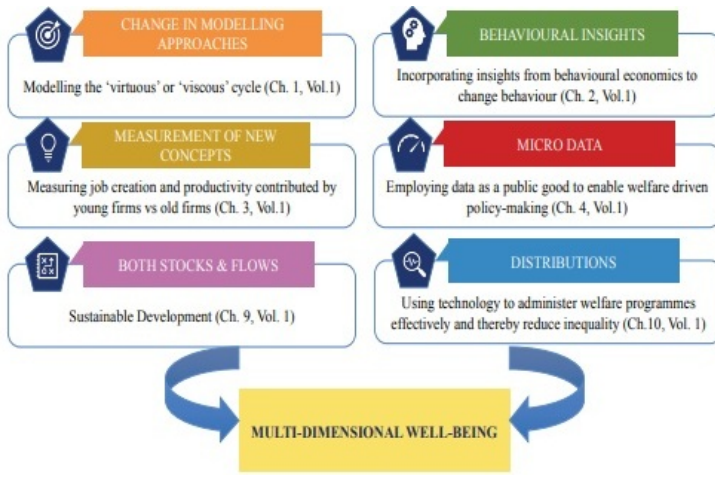 CHANGE IN MODELLING
APPROACHES
Modelling the ‘virtuous’ or ‘viscous’ cycle (Ch. 1, Vol.1)
BEHAVIOURAL INSIGHTS
Incorporating insights from behavioural economics to
change behaviour (Ch. 2, Vol.1)
MEASUREMENT OF NEW
CONCEPTS
Measuring job creation and productivity contributed by
young firms vs old firms (Ch. 3, Vol.1)
MICRO DATA
Employing data as a public good to enable welfare driven
policy-making (Ch. 4, Vol.1)
BOTH STOCKS & FLOWS
Sustainable Development (Ch. 9, Vol. 1)
DISTRIBUTIONS
Using technology to administer welfare programmes
effectively and thereby reduce inequality (Ch.10, Vol. 1)
MULTI-DIMENSIONAL WELL-BEING